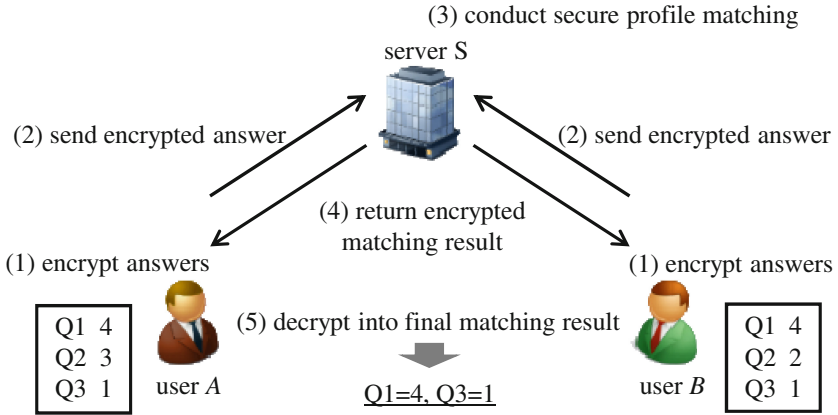 (3) conduct secure profile matching
server S
(2) send encrypted answer
(2) send encrypted answer
(4) return encrypted
matching result
(1) encrypt answers
(1) encrypt answers
Q1 4
Q2 3
Q3 1
user A
(5) decrypt into final matching result
Q1=4, Q3=1
user B
Q1 4
Q2 2
Q3 1